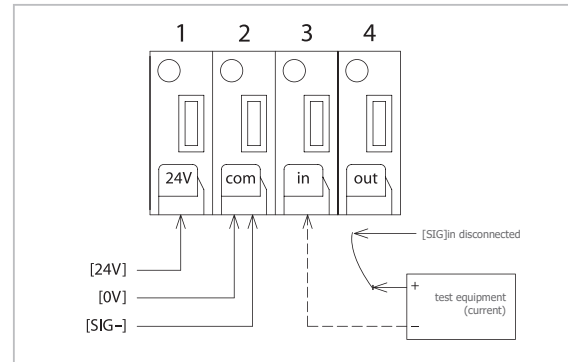 1 2 3 4
24V com in out
[SIG]in disconnected
[24V]
[0V]
[SIG–]
+
test equipment
(current)
–